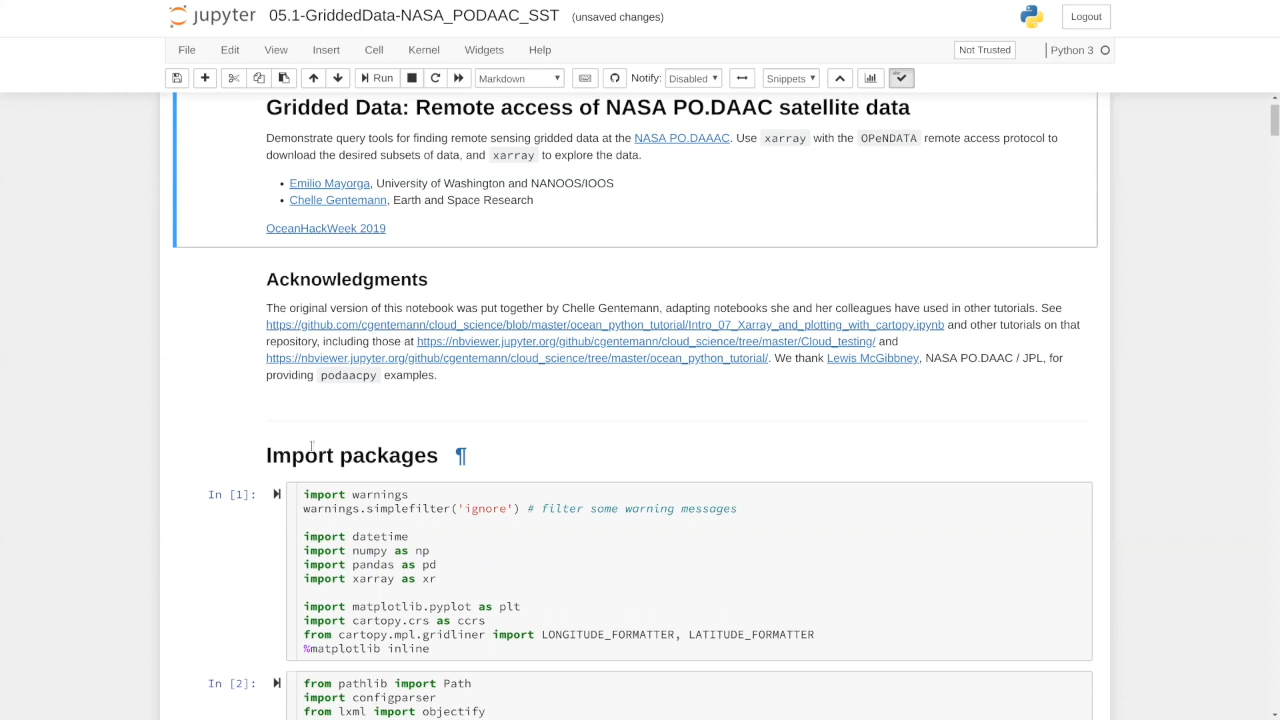 jupyter 05.1-GriddedData-NASA_PODAAC_SST (unsaved changes) Logout
File Edit View Insert Cell Kernel Widgets Help Not Trusted Python 3
Run Markdown Notify: Disabled Snippets
Gridded Data: Remote access of NASA PO.DAAC satellite data
Demonstrate query tools for finding remote sensing gridded data at the NASA PO.DAAAC. Use xarray with the OPeNDATA remote access protocol to
download the desired subsets of data, and xarray to explore the data.
• Emilio Mayorga, University of Washington and NANOOS/IOOS
• Chelle Gentemann, Earth and Space Research
OceanHackWeek 2019
Acknowledgments
The original version of this notebook was put together by Chelle Gentemann, adapting notebooks she and her colleagues have used in other tutorials. See
https://github.com/cgentemann/cloud_science/blob/master/ocean_python_tutorial/Intro_07_Xarray_and_plotting_with_cartopy.ipynb and other tutorials on that
repository, including those at https://nbviewer.jupyter.org/github/cgentemann/cloud_science/tree/master/Cloud_testing/ and
https://nbviewer.jupyter.org/github/cgentemann/cloud_science/tree/master/ocean_python_tutorial/. We thank Lewis McGibbney, NASA PO.DAAC / JPL, for
providing podaacpy examples.
Import packages ¶
In [1]: import warnings
warnings.simplefilter('ignore') # filter some warning messages
import datetime
import numpy as np
import pandas as pd
import xarray as xr
import matplotlib.pyplot as plt
import cartopy.crs as ccrs
from cartopy.mpl.gridliner import LONGITUDE_FORMATTER, LATITUDE_FORMATTER
%matplotlib inline
In [2]: from pathlib import Path
import configparser
from lxml import objectify